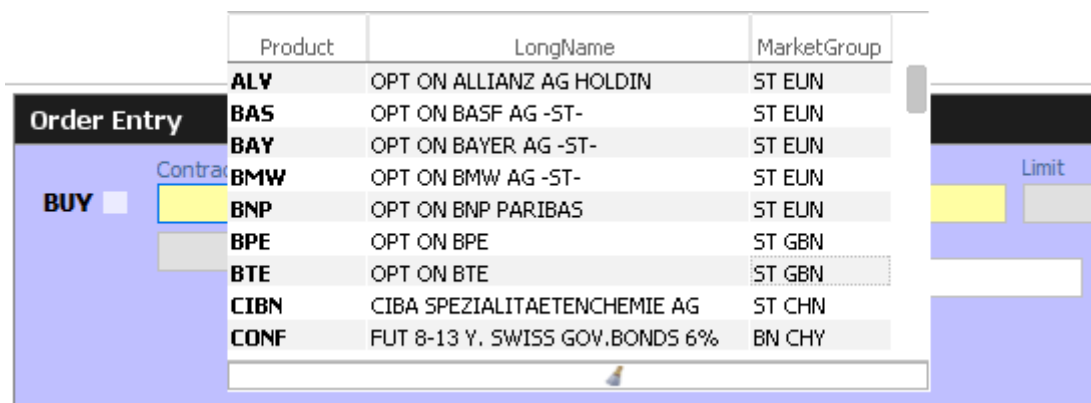 Product LongName MarketGroup
ALV OPT ON ALLIANZ AG HOLDIN ST EUN
BAS OPT ON BASF AG -ST- ST EUN
BAY OPT ON BAYER AG -ST- ST EUN
BMW OPT ON BMW AG -ST- ST EUN
BNP OPT ON BNP PARIBAS ST EUN
BPE OPT ON BPE ST GBN
BTE OPT ON BTE ST GBN
CIBN CIBA SPEZIALITAETENCHEMIE AG ST CHN
CONF FUT 8-13 Y. SWISS GOV.BONDS 6% BN CHY
Order Entry
Contrac
Limit
BUY